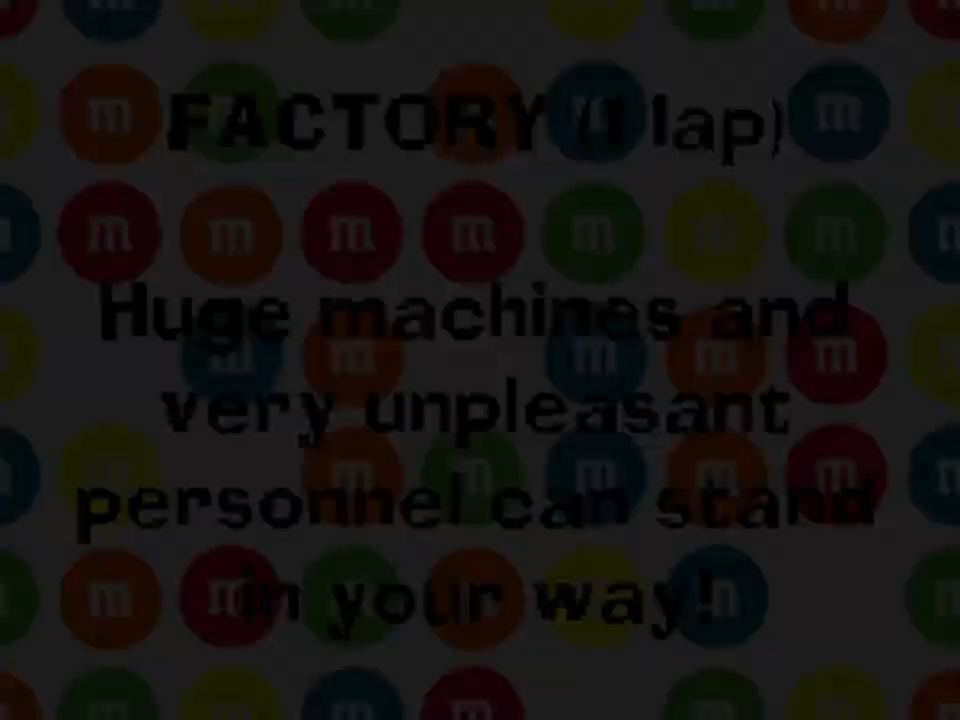 FACTORY (1 lap)
Huge machines and
very unpleasant
personnel can stand
in your way!